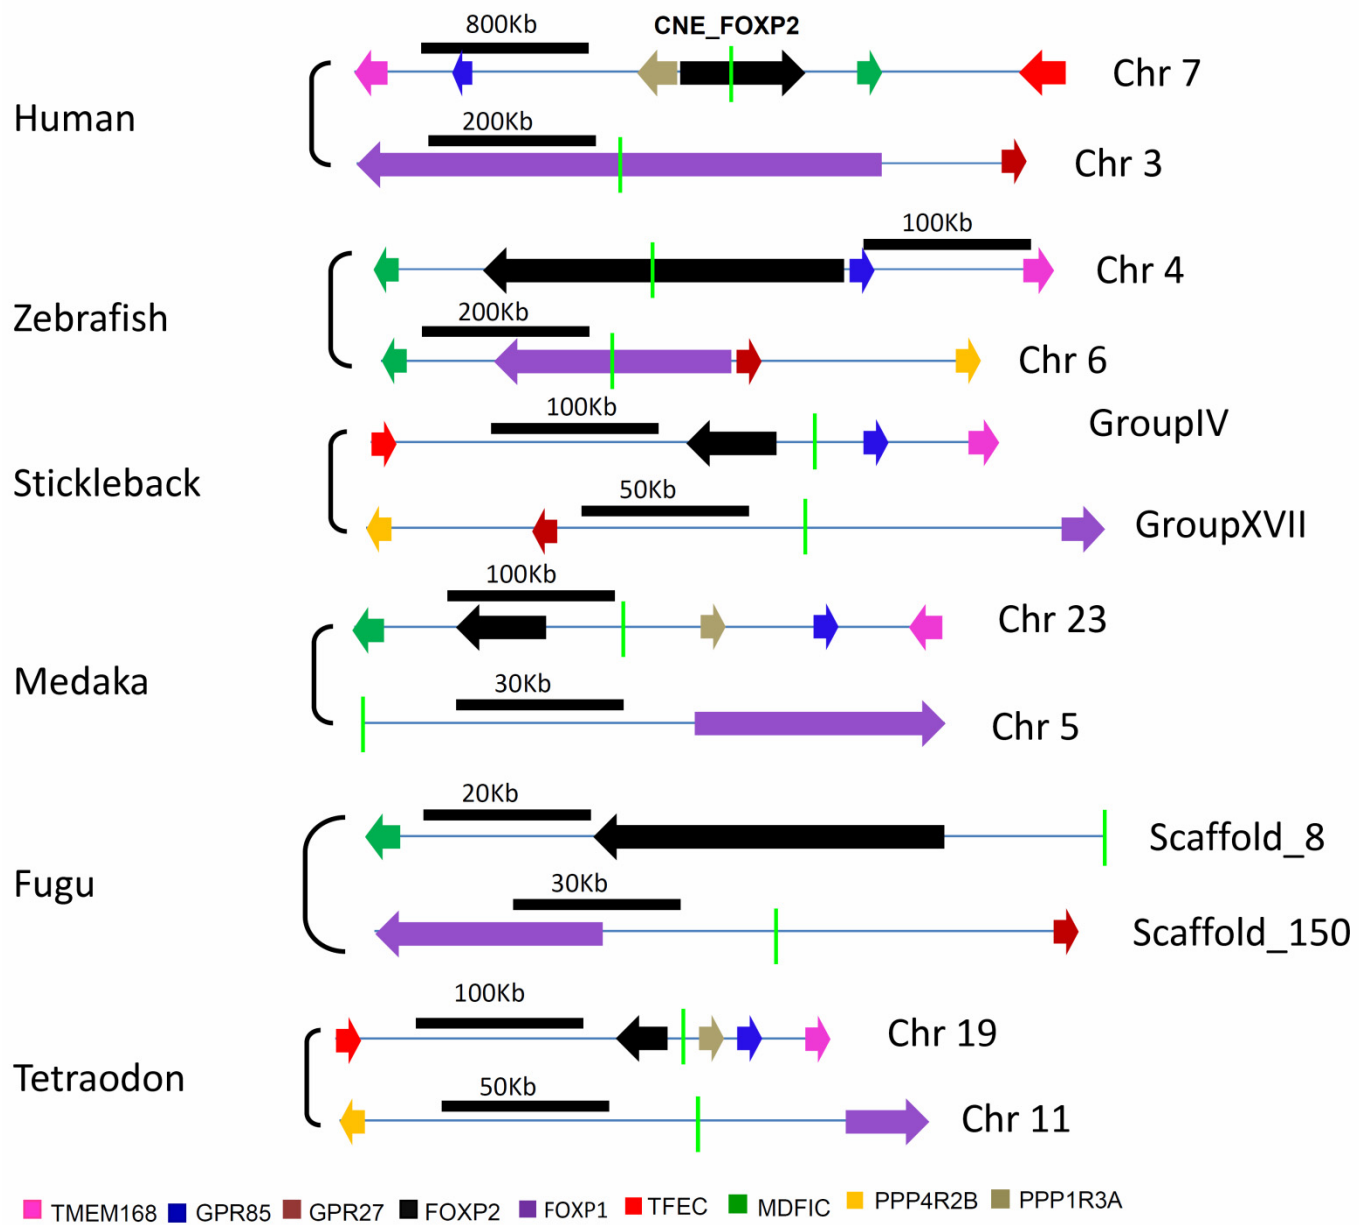 800Kb
CNE_FOXP2
Chr 7
Human
200Kb
Chr 3
100Kb
Chr 4
Zebrafish
200Kb
Chr 6
100Kb
GroupIV
Stickleback
50Kb
GroupXVII
100Kb
Chr 23
Medaka
30Kb
Chr 5
20Kb
Scaffold_8
Fugu
30Kb
Scaffold_150
100Kb
Chr 19
Tetraodon
50Kb
Chr 11
TMEM168 GPR85 GPR27 FOXP2 FOXP1 TFEC MDFIC PPP4R2B PPP1R3A